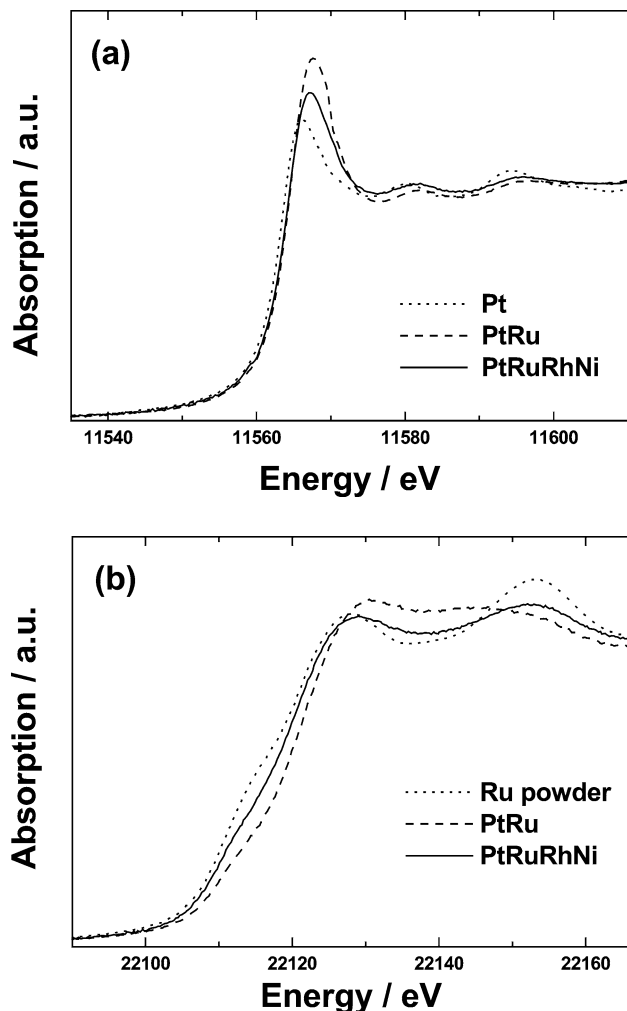 (a)
Absorption / a.u.
Pt
PtRu
PtRuRhNi
11540 11560 11580 11600
Energy / eV
(b)
Absorption / a.u.
Ru powder
PtRu
PtRuRhNi
22100 22120 22140 22160
Energy / eV